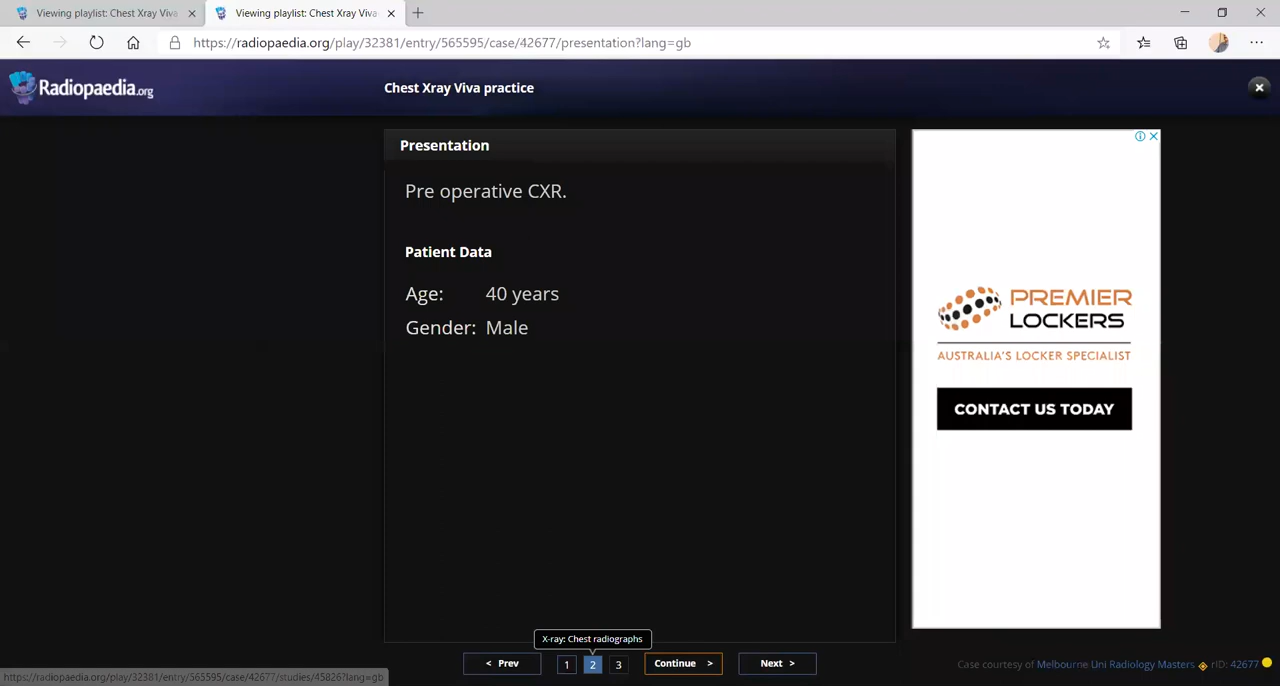 Viewing playlist: Chest Xray Viva
Viewing playlist: Chest Xray Viva
https://radiopaedia.org/play/32381/entry/565595/case/42677/presentation?lang=gb
Radiopaedia.org
Chest Xray Viva practice
Presentation
Pre operative CXR.
Patient Data
Age: 40 years
Gender: Male
PREMIER
LOCKERS
AUSTRALIA'S LOCKER SPECIALIST
CONTACT US TODAY
X-ray: Chest radiographs
< Prev
1
2
3
Continue >
Next >
Case courtesy of Melbourne Uni Radiology Masters rID: 42677
https://radiopaedia.org/play/32381/entry/565595/case/42677/studies/45826?lang=gb